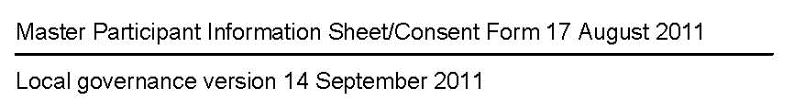 Master Participant Information Sheet/Consent Form 17 August 2011
Local governance version 14 September 2011